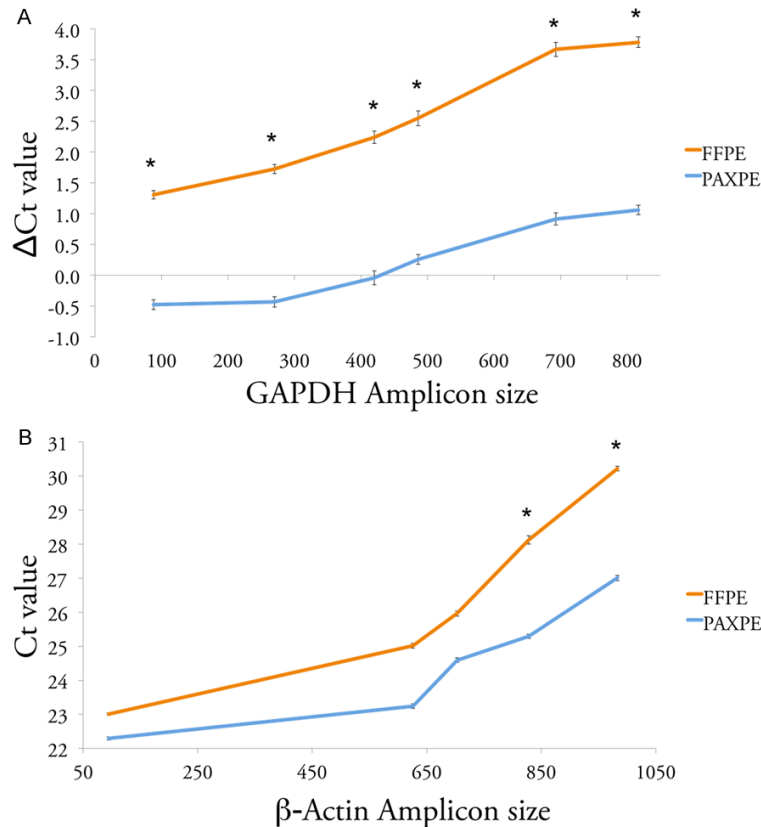 A
4.0
3.5
3.0
2.5
2.0
1.5
1.0
0.5
0.0
-0.5
-1.0
ΔCt value
* * * * * *
0 100 200 300 400 500 600 700 800
GAPDH Amplicon size
FFPE
PAXPE
B
31
30
29
28
27
26
25
24
23
22
Ct value
* *
50 250 450 650 850 1050
β-Actin Amplicon size
FFPE
PAXPE